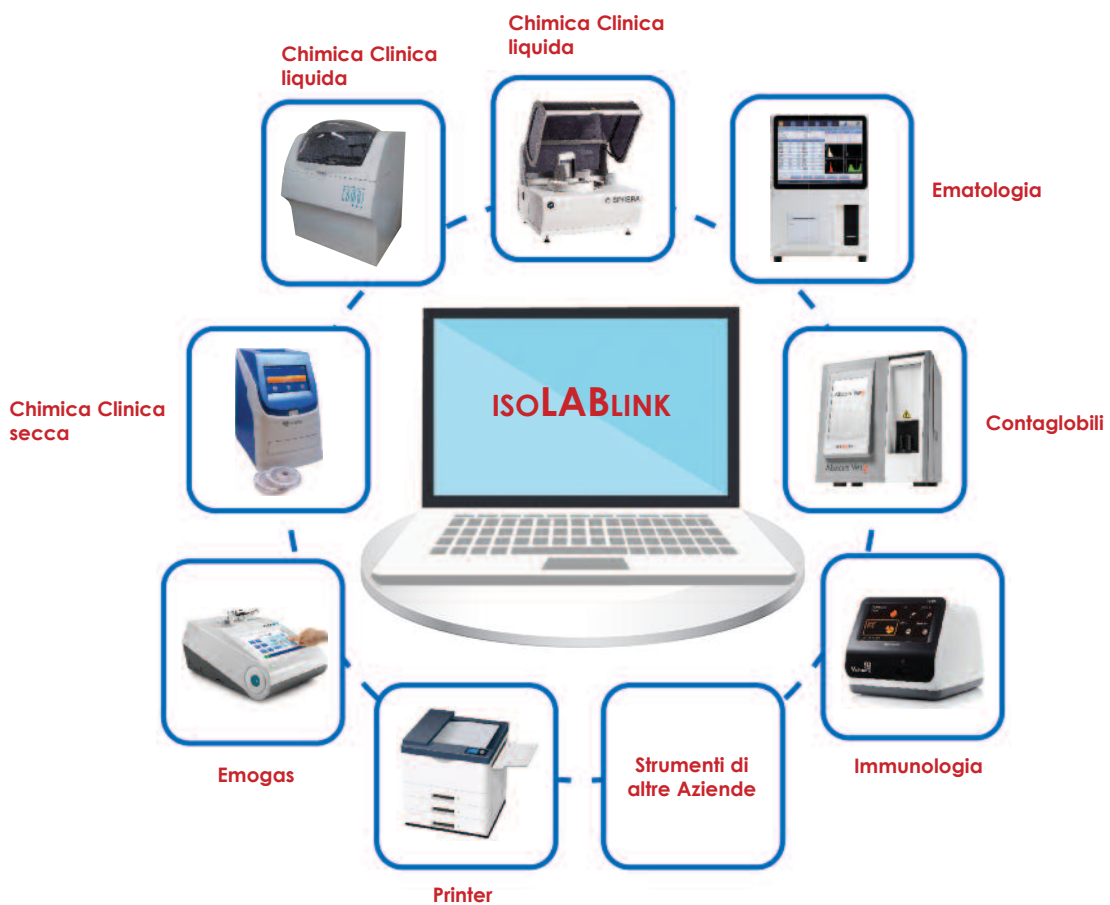 Chimica Clinica
liquida
Chimica Clinica
liquida
SPHERA
Ematologia
ISOLABLINK
Chimica Clinica
secca
Contaglobili
Emogas
Printer
Strumenti di
altre Aziende
Immunologia